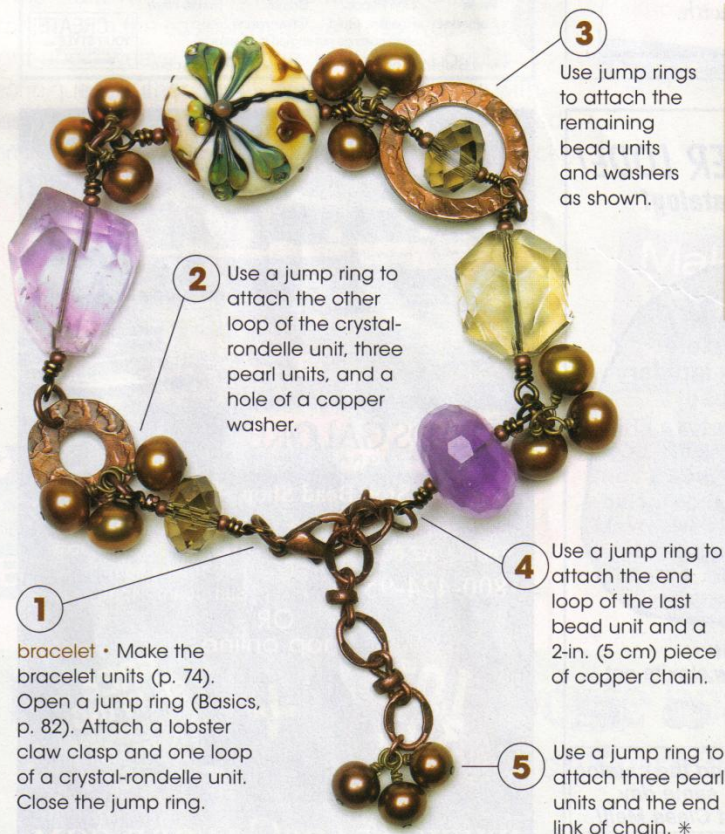 1
bracelet • Make the
bracelet units (p. 74).
Open a jump ring (Basics,
p. 82). Attach a lobster
claw clasp and one loop
of a crystal-rondelle unit.
Close the jump ring.
2
Use a jump ring to
attach the other
loop of the crystal-
rondelle unit, three
pearl units, and a
hole of a copper
washer.
3
Use jump rings
to attach the
remaining
bead units
and washers
as shown.
4
Use a jump ring to
attach the end
loop of the last
bead unit and a
2-in. (5 cm) piece
of copper chain.
5
Use a jump ring to
attach three pearl
units and the end
link of chain. ✳